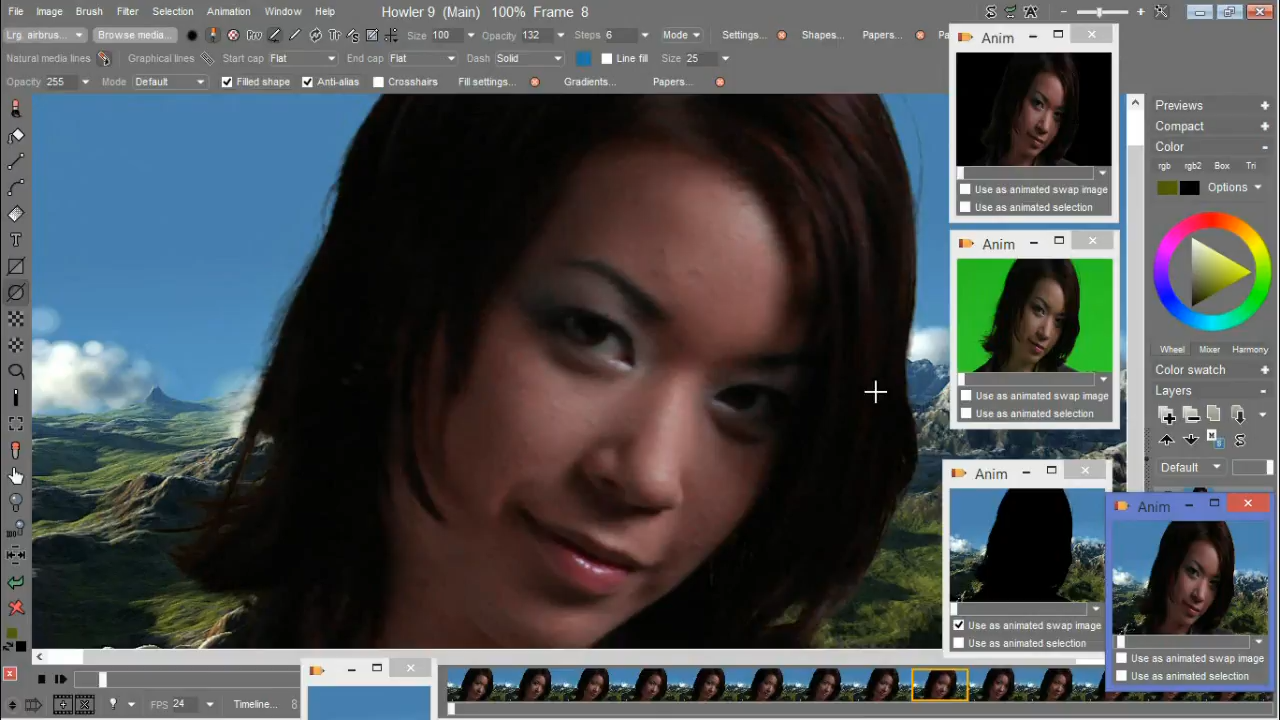 File Image Brush Filter Selection Animation Window Help Howler 9 (Main) 100% Frame 8
Lrg. airbrus... Browse media... Size 100 Opacity 132 Steps 6 Mode Settings... Shapes... Papers...
Natural media lines Graphical lines Start cap Flat End cap Flat Dash Solid Line fill Size 25
Opacity 255 Mode Default Filled shape Anti-alias Crosshairs Fill settings... Gradients... Papers...
Anim
Use as animated swap image
Use as animated selection
Anim
Use as animated swap image
Use as animated selection
Anim
Use as animated swap image
Use as animated selection
Anim
Use as animated swap image
Use as animated selection
Previews
Compact
Color
rgb rgb2 Box Tri
Options
Wheel Mixer Harmony
Color swatch
Layers
Default
FPS 24 Timeline... 8